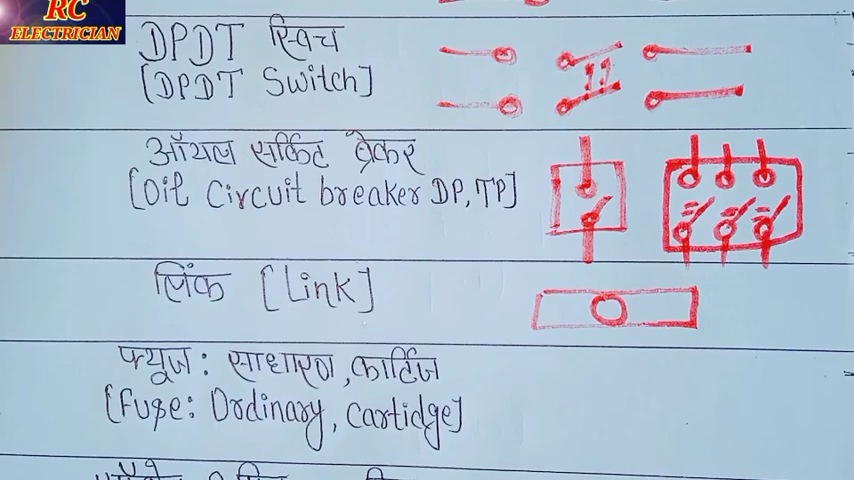 RC
ELECTRICIAN
DPDT स्विच
[DPDT Switch]
ऑयल सर्किट ब्रेकर
[Oil Circuit breaker DP, TP]
लिंक [Link]
फ्यूज : साधारण, कार्टिज
[Fuse: Ordinary, Cartidge]